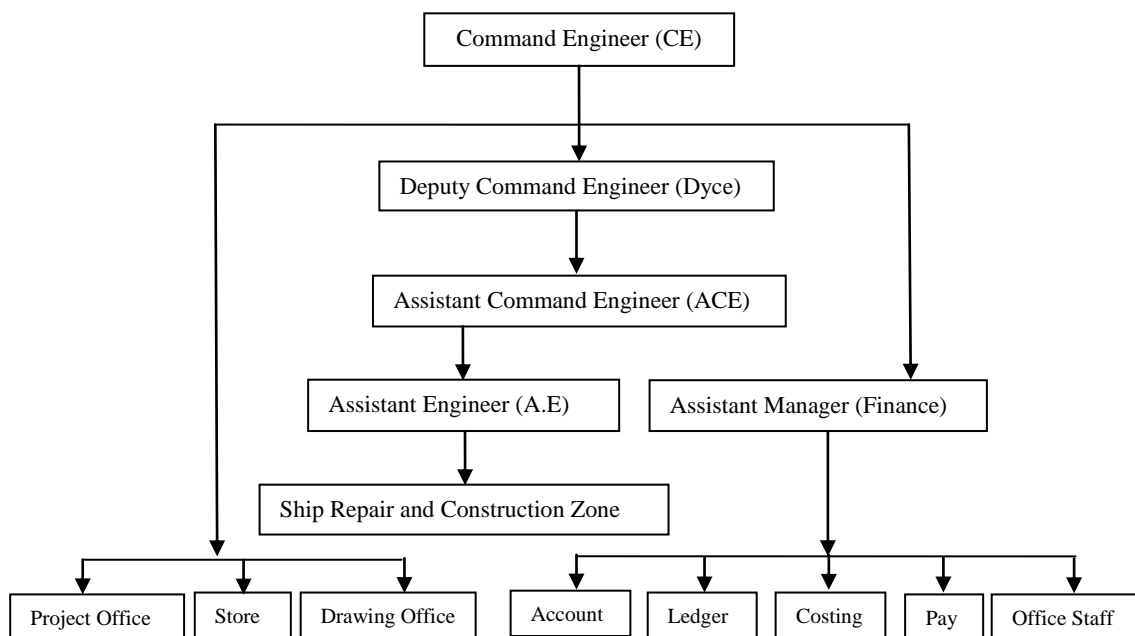 Command Engineer (CE)
Deputy Command Engineer (Dyce)
Assistant Command Engineer (ACE)
Assistant Engineer (A.E)
Assistant Manager (Finance)
Ship Repair and Construction Zone
Project Office
Store
Drawing Office
Account
Ledger
Costing
Pay
Office Staff